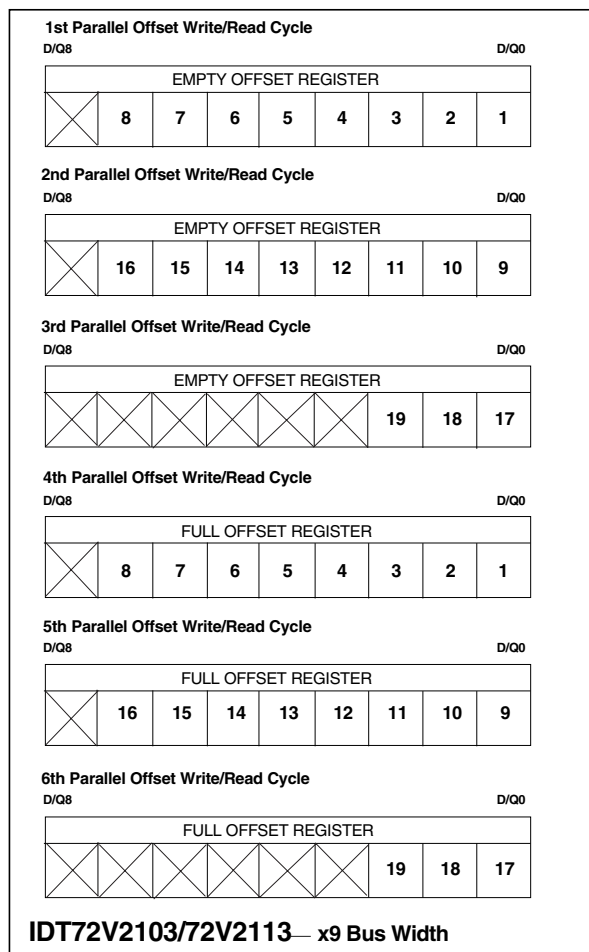 1st Parallel Offset Write/Read Cycle
D/Q8 D/Q0
EMPTY OFFSET REGISTER
8 7 6 5 4 3 2 1
2nd Parallel Offset Write/Read Cycle
D/Q8 D/Q0
EMPTY OFFSET REGISTER
16 15 14 13 12 11 10 9
3rd Parallel Offset Write/Read Cycle
D/Q8 D/Q0
EMPTY OFFSET REGISTER
19 18 17
4th Parallel Offset Write/Read Cycle
D/Q8 D/Q0
FULL OFFSET REGISTER
8 7 6 5 4 3 2 1
5th Parallel Offset Write/Read Cycle
D/Q8 D/Q0
FULL OFFSET REGISTER
16 15 14 13 12 11 10 9
6th Parallel Offset Write/Read Cycle
D/Q8 D/Q0
FULL OFFSET REGISTER
19 18 17
IDT72V2103/72V2113— x9 Bus Width